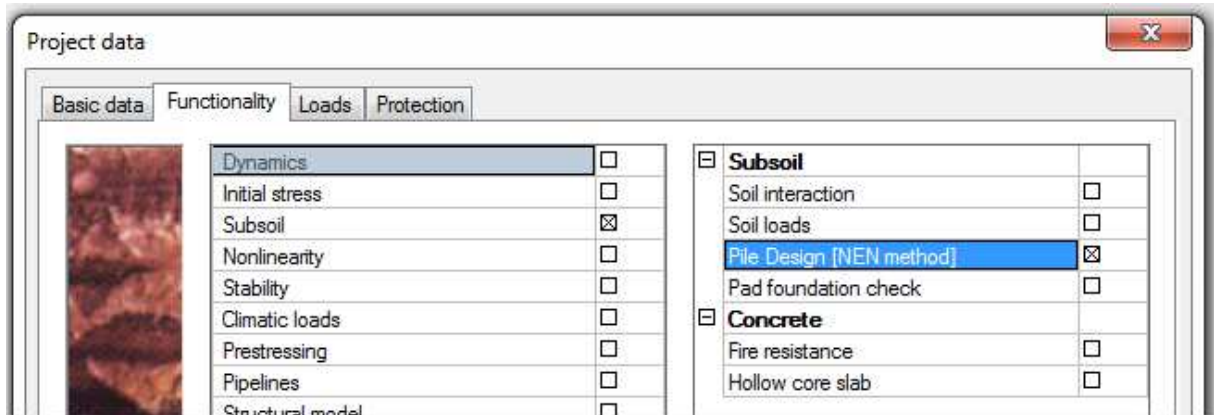 Project data
Basic data Functionality Loads Protection
Dynamics
Initial stress
Subsoil
Nonlinearity
Stability
Climatic loads
Prestressing
Pipelines
Structural model
Subsoil
Soil interaction
Soil loads
Pile Design [NEN method]
Pad foundation check
Concrete
Fire resistance
Hollow core slab